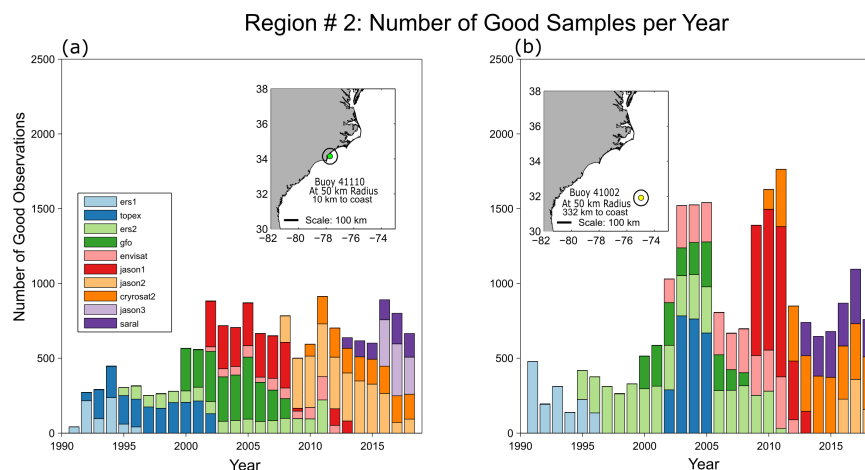 Region # 2: Number of Good Samples per Year
(a)
Number of Good Observations
2500
2000
1500
1000
500
0
1990
1995
2000
2005
2010
2015
Year
ers1
topex
ers2
gfo
envisat
jason1
jason2
cryrosat2
jason3
saral
38
36
34
32
30
−82
−80
−78
−76
−74
Buoy 41110
At 50 km Radius
10 km to coast
Scale: 100 km
(b)
2500
2000
1500
1000
500
0
1990
1995
2000
2005
2010
2015
Year
38
36
34
32
30
−82
−80
−78
−76
−74
Buoy 41002
At 50 km Radius
332 km to coast
Scale: 100 km